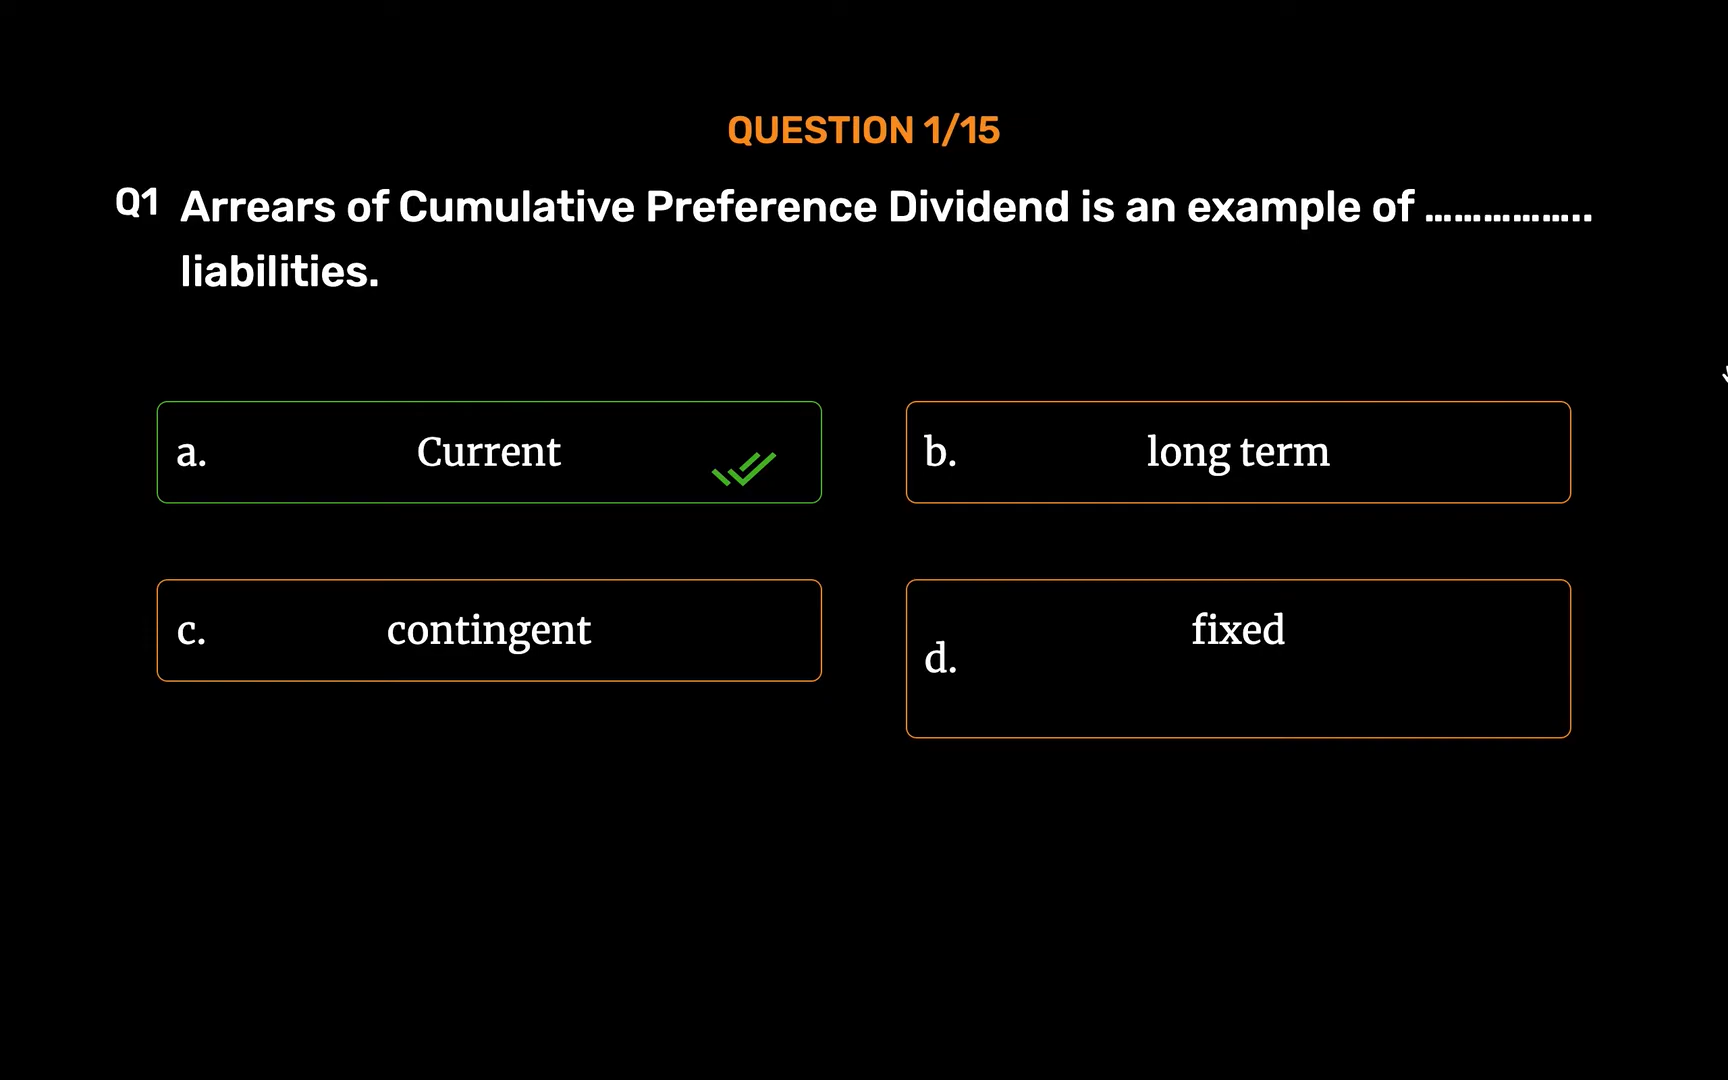 QUESTION 1/15
Q1 Arrears of Cumulative Preference Dividend is an example of ……………..
liabilities.
a. Current
b. long term
c. contingent
d. fixed